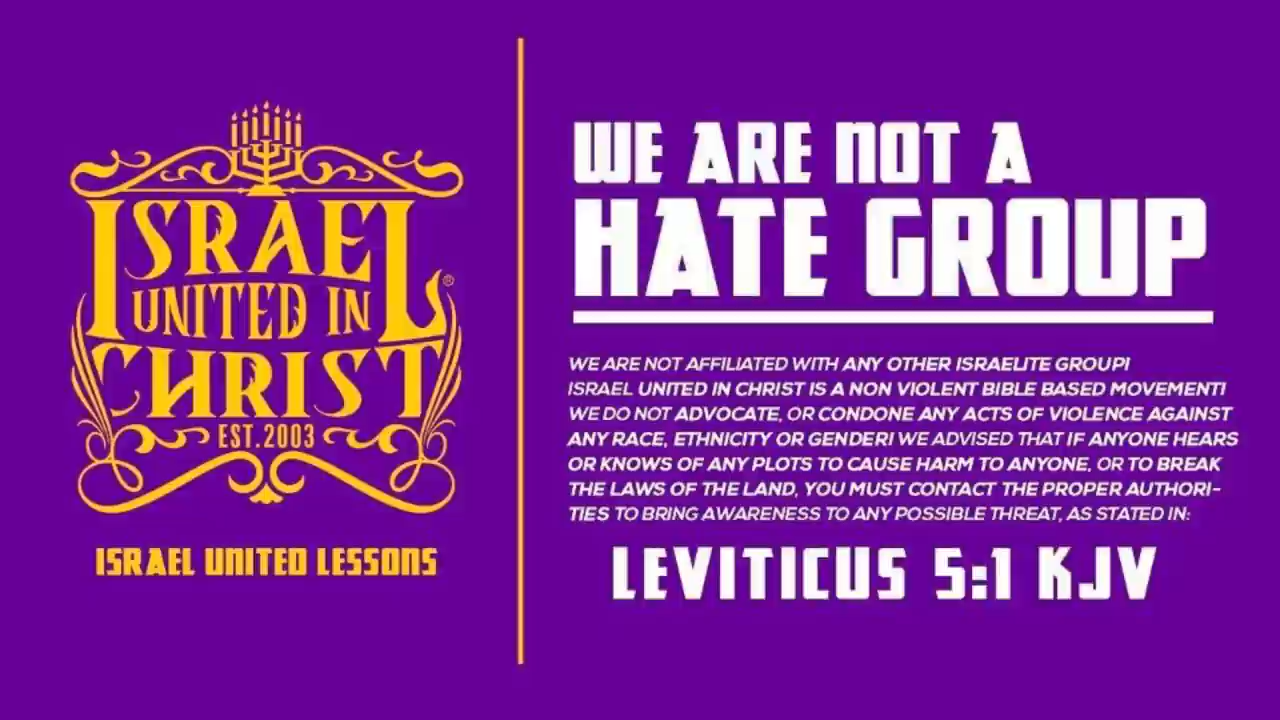 ISRAEL
UNITED IN
CHRIST
EST.2003
ISRAEL UNITED LESSONS
WE ARE NOT A
HATE GROUP
WE ARE NOT AFFILIATED WITH ANY OTHER ISRAELITE GROUP!
ISRAEL UNITED IN CHRIST IS A NON VIOLENT BIBLE BASED MOVEMENT!
WE DO NOT ADVOCATE, OR CONDONE ANY ACTS OF VIOLENCE AGAINST
ANY RACE, ETHNICITY OR GENDER! WE ADVISED THAT IF ANYONE HEARS
OR KNOWS OF ANY PLOTS TO CAUSE HARM TO ANYONE, OR TO BREAK
THE LAWS OF THE LAND, YOU MUST CONTACT THE PROPER AUTHORI-
TIES TO BRING AWARENESS TO ANY POSSIBLE THREAT, AS STATED IN:
LEVITICUS 5:1 KJV